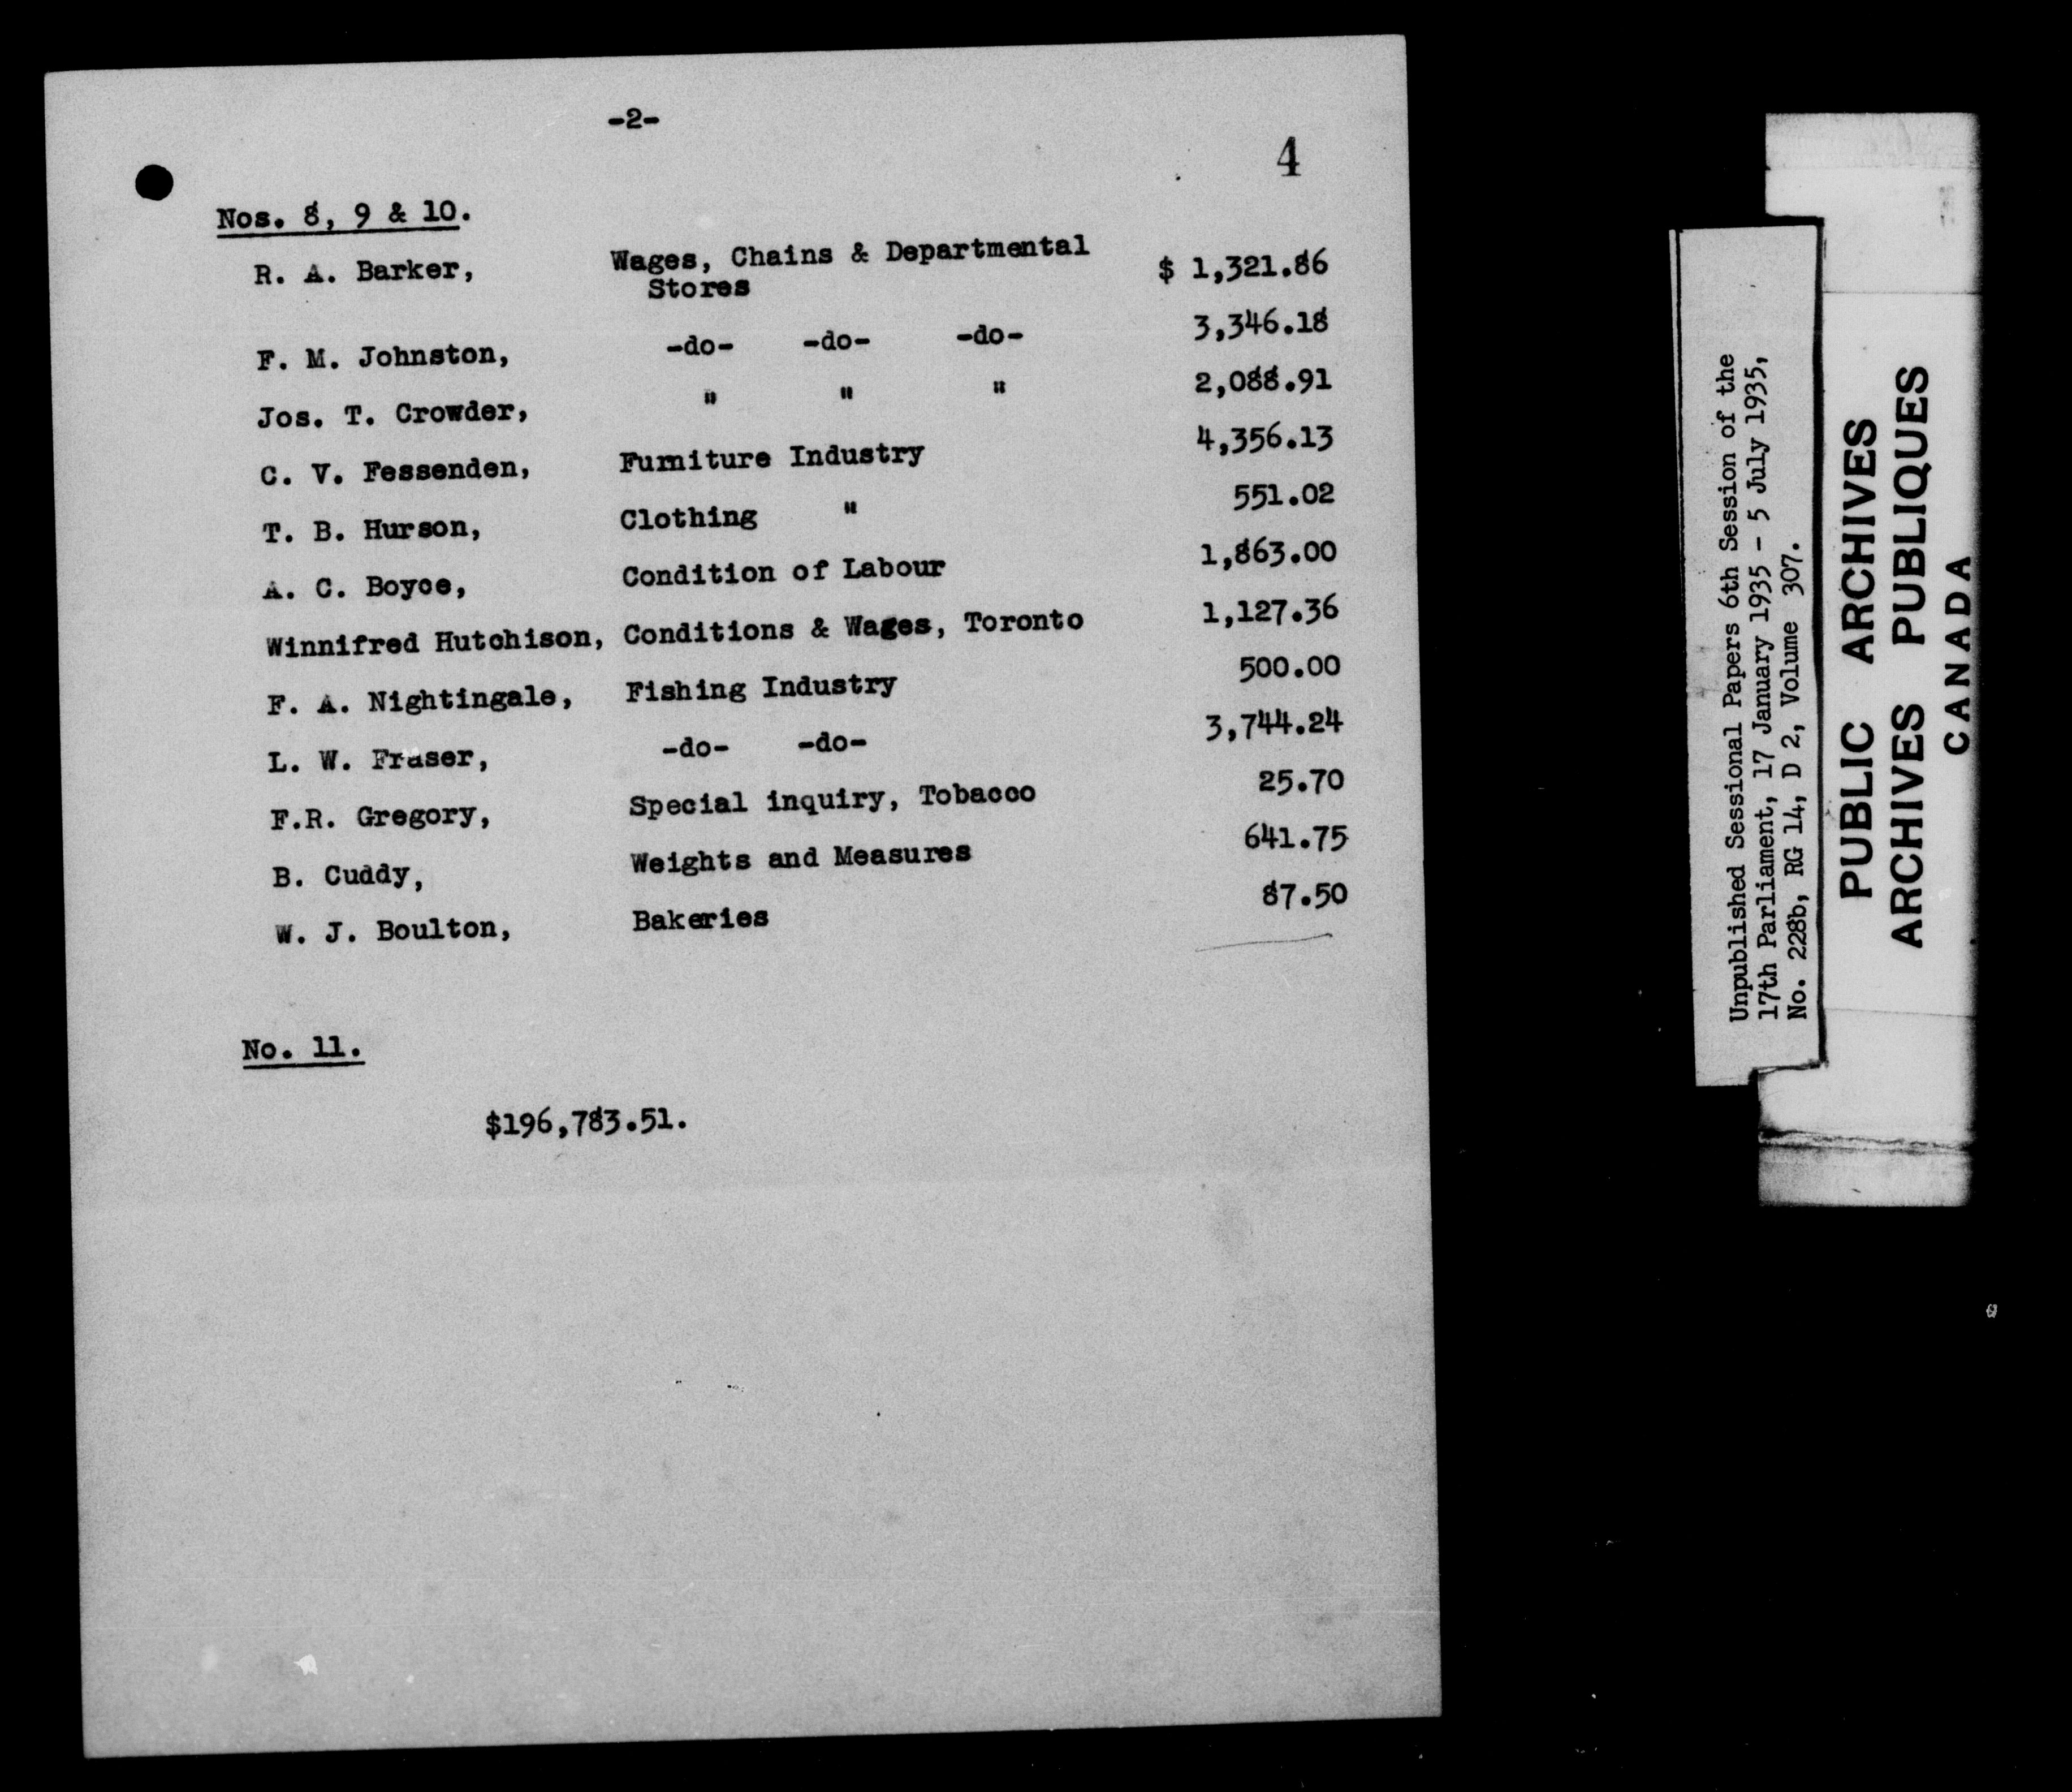 -2-
4
Nos. 8, 9 & 10.
R. A. Barker, Wages, Chains & Departmental $ 1,321.86
Stores
F. M. Johnston, -do- -do- -do- 3,346.18
Jos. T. Crowder, " " " 2,088.91
C. V. Fessenden, Furniture Industry 4,356.13
T. B. Hurson, Clothing " 551.02
A. C. Boyce, Condition of Labour 1,863.00
Winnifred Hutchison, Conditions & Wages, Toronto 1,127.36
F. A. Nightingale, Fishing Industry 500.00
L. W. Fraser, -do- -do- 3,744.24
F.R. Gregory, Special inquiry, Tobacco 25.70
B. Cuddy, Weights and Measures 641.75
W. J. Boulton, Bakeries 87.50
No. 11.
$196,783.51.
Unpublished Sessional Papers 6th Session of the
17th Parliament, 17 January 1935 - 5 July 1935,
No. 228b, RG 14, D 2, Volume 307.
PUBLIC ARCHIVES
ARCHIVES PUBLIQUES
CANADA